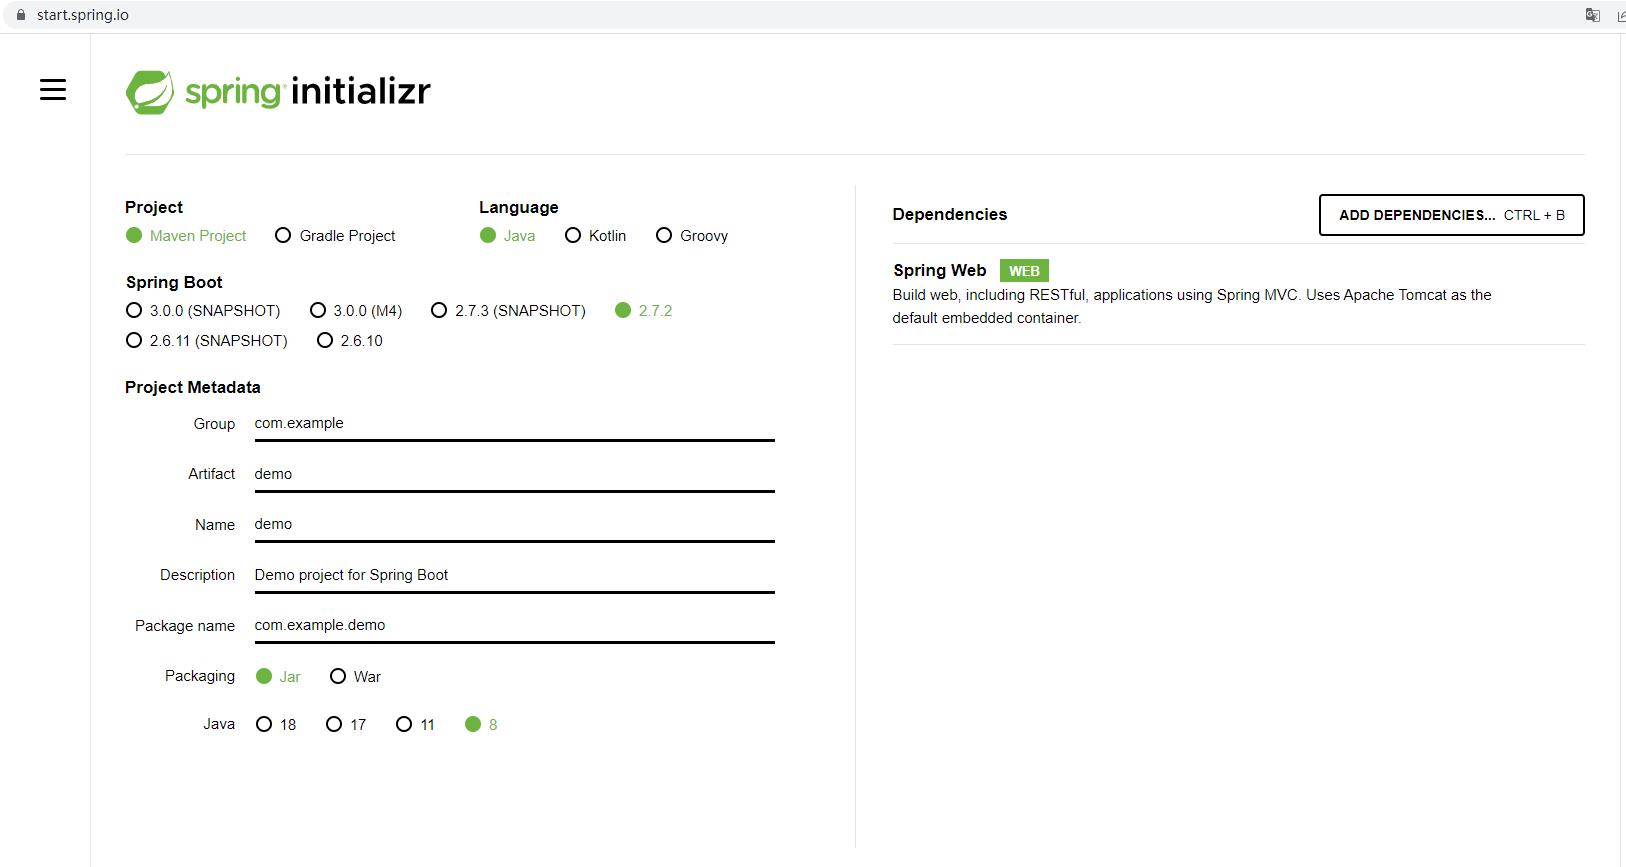 start.spring.io
spring initializr
Project
Maven Project Gradle Project
Language
Java Kotlin Groovy
Spring Boot
3.0.0 (SNAPSHOT) 3.0.0 (M4) 2.7.3 (SNAPSHOT) 2.7.2
2.6.11 (SNAPSHOT) 2.6.10
Project Metadata
Group com.example
Artifact demo
Name demo
Description Demo project for Spring Boot
Package name com.example.demo
Packaging Jar War
Java 18 17 11 8
Dependencies
ADD DEPENDENCIES... CTRL + B
Spring Web WEB
Build web, including RESTful, applications using Spring MVC. Uses Apache Tomcat as the
default embedded container.